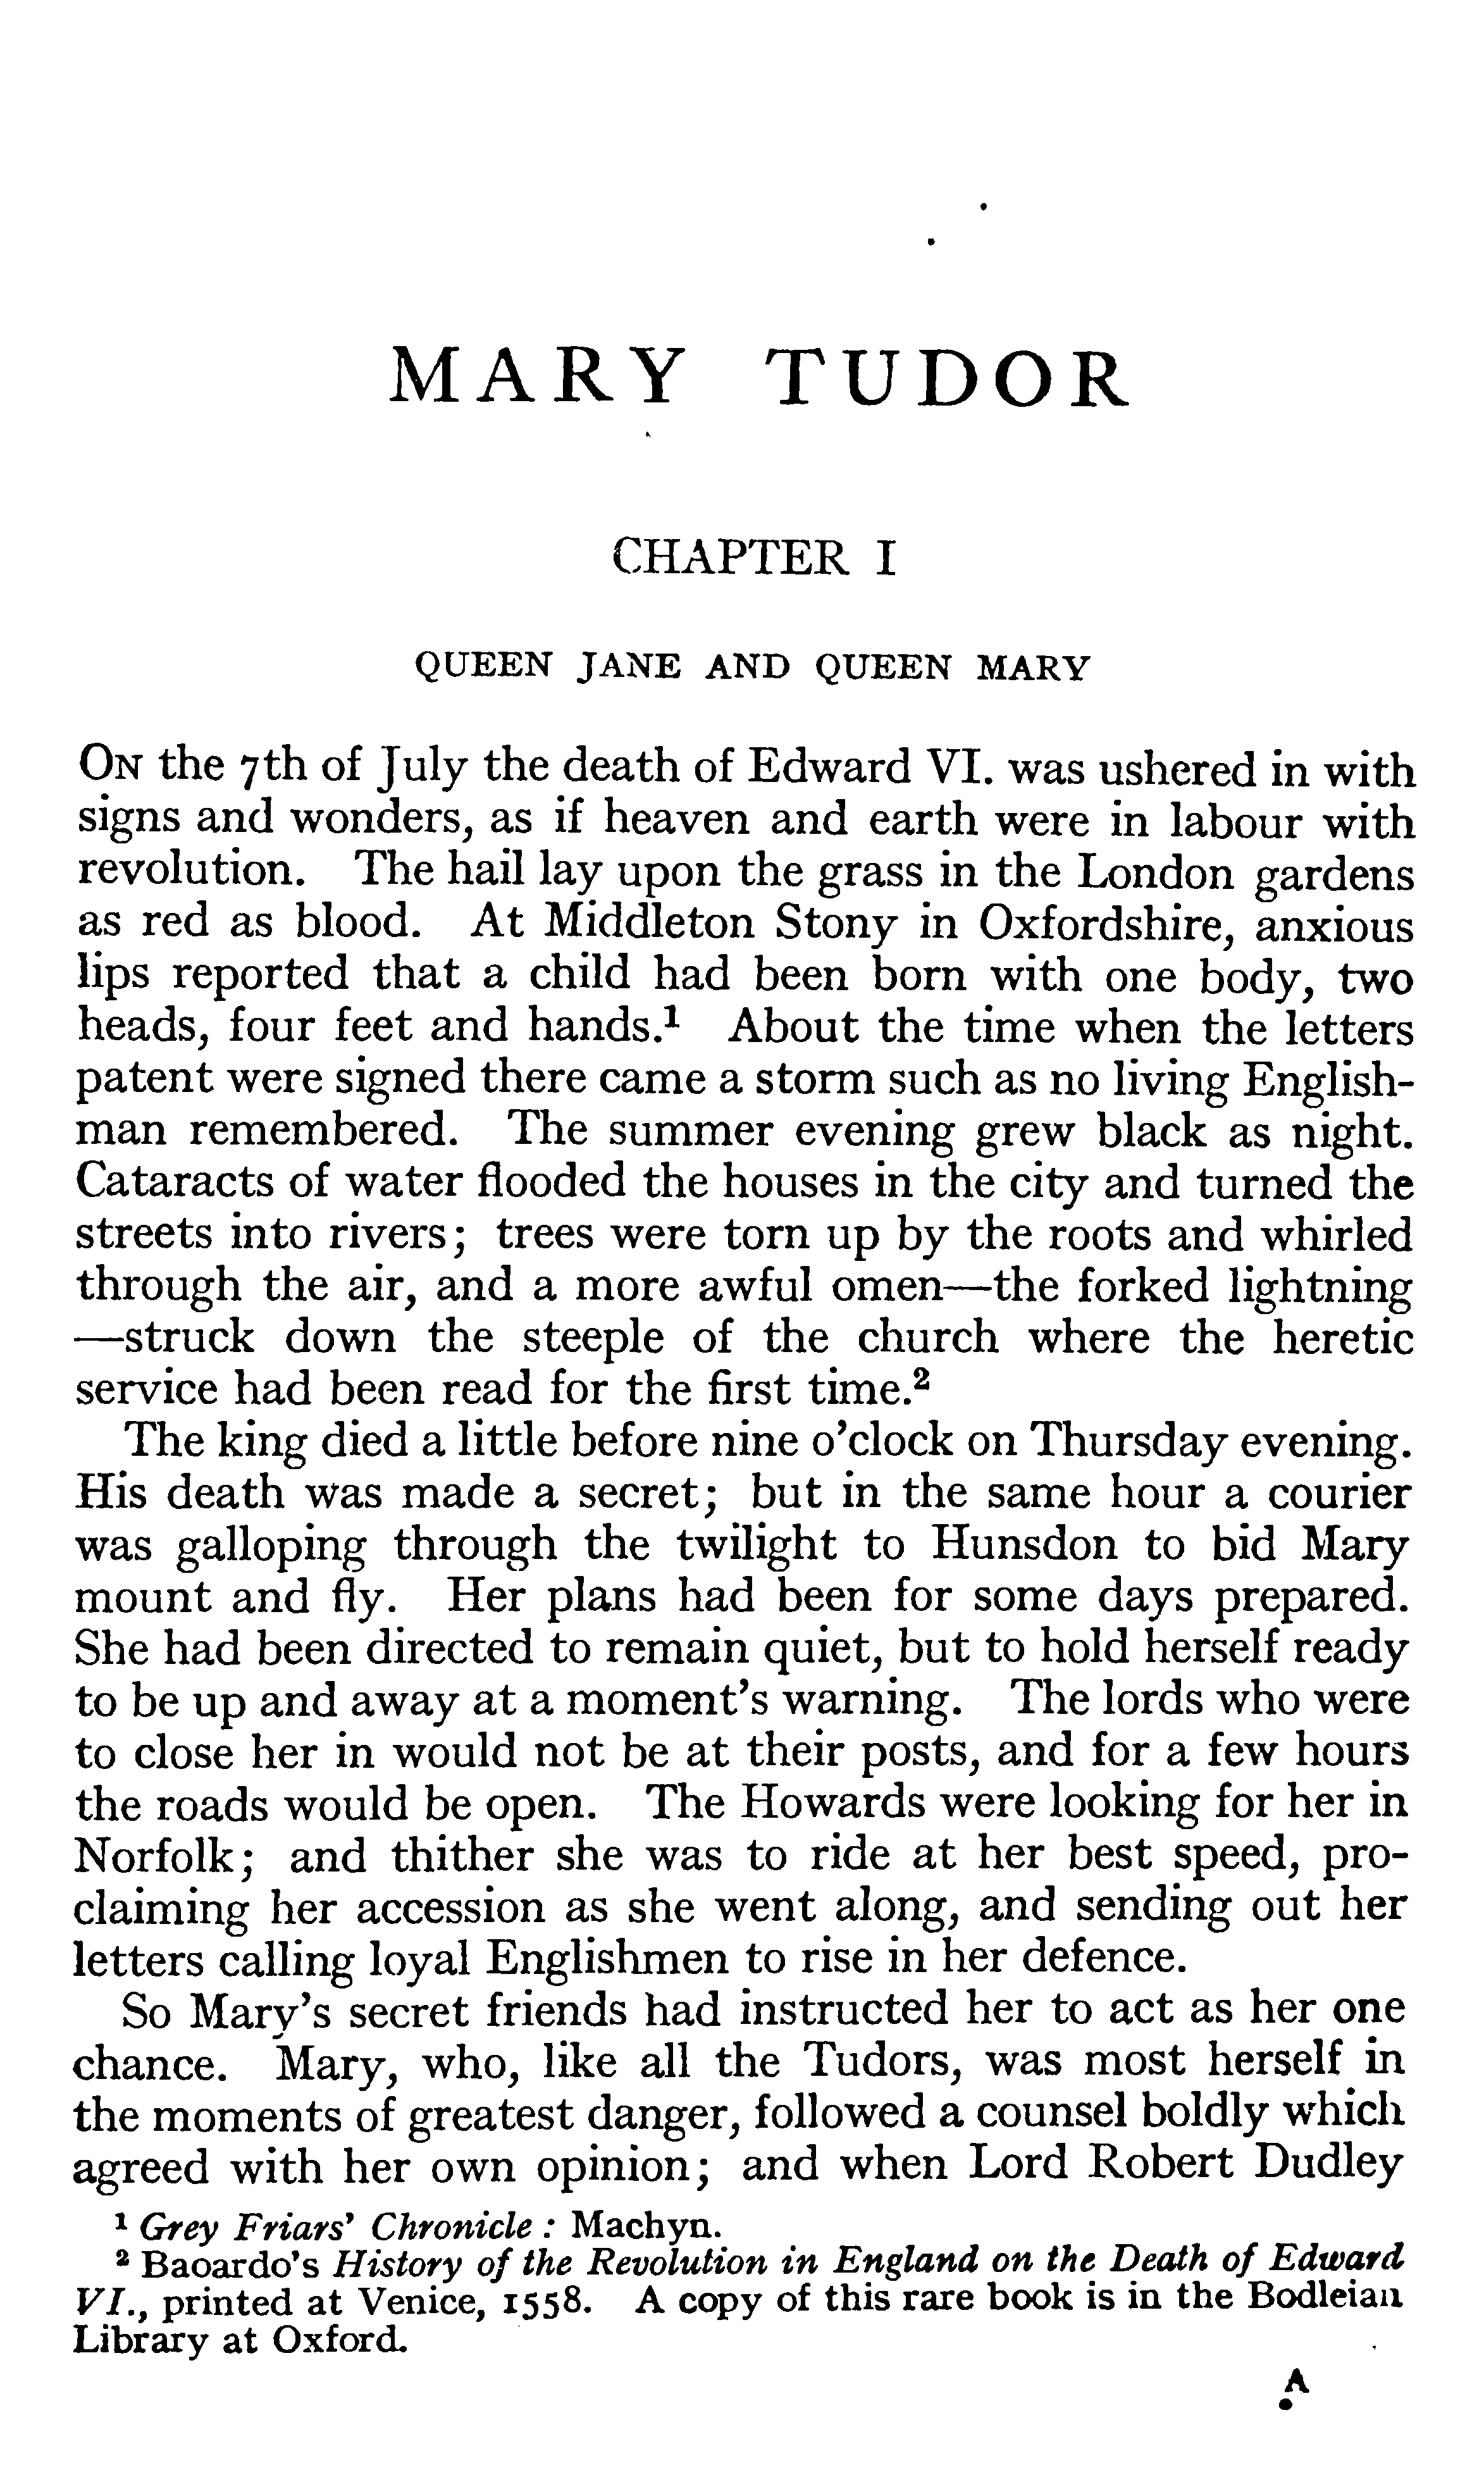 MARY TUDOR
CHAPTER I
QUEEN JANE AND QUEEN MARY
ON the 7th of July the death of Edward VI. was ushered in with
signs and wonders, as if heaven and earth were in labour with
revolution. The hail lay upon the grass in the London gardens
as red as blood. At Middleton Stony in Oxfordshire, anxious
lips reported that a child had been born with one body, two
heads, four feet and hands.¹ About the time when the letters
patent were signed there came a storm such as no living English-
man remembered. The summer evening grew black as night.
Cataracts of water flooded the houses in the city and turned the
streets into rivers; trees were torn up by the roots and whirled
through the air, and a more awful omen—the forked lightning
—struck down the steeple of the church where the heretic
service had been read for the first time.²
The king died a little before nine o'clock on Thursday evening.
His death was made a secret; but in the same hour a courier
was galloping through the twilight to Hunsdon to bid Mary
mount and fly. Her plans had been for some days prepared.
She had been directed to remain quiet, but to hold herself ready
to be up and away at a moment's warning. The lords who were
to close her in would not be at their posts, and for a few hours
the roads would be open. The Howards were looking for her in
Norfolk; and thither she was to ride at her best speed, pro-
claiming her accession as she went along, and sending out her
letters calling loyal Englishmen to rise in her defence.
So Mary's secret friends had instructed her to act as her one
chance. Mary, who, like all the Tudors, was most herself in
the moments of greatest danger, followed a counsel boldly which
agreed with her own opinion; and when Lord Robert Dudley
¹ Grey Friars' Chronicle: Machyn.
² Baoardo's History of the Revolution in England on the Death of Edward
VI., printed at Venice, 1558. A copy of this rare book is in the Bodleian
Library at Oxford.
A